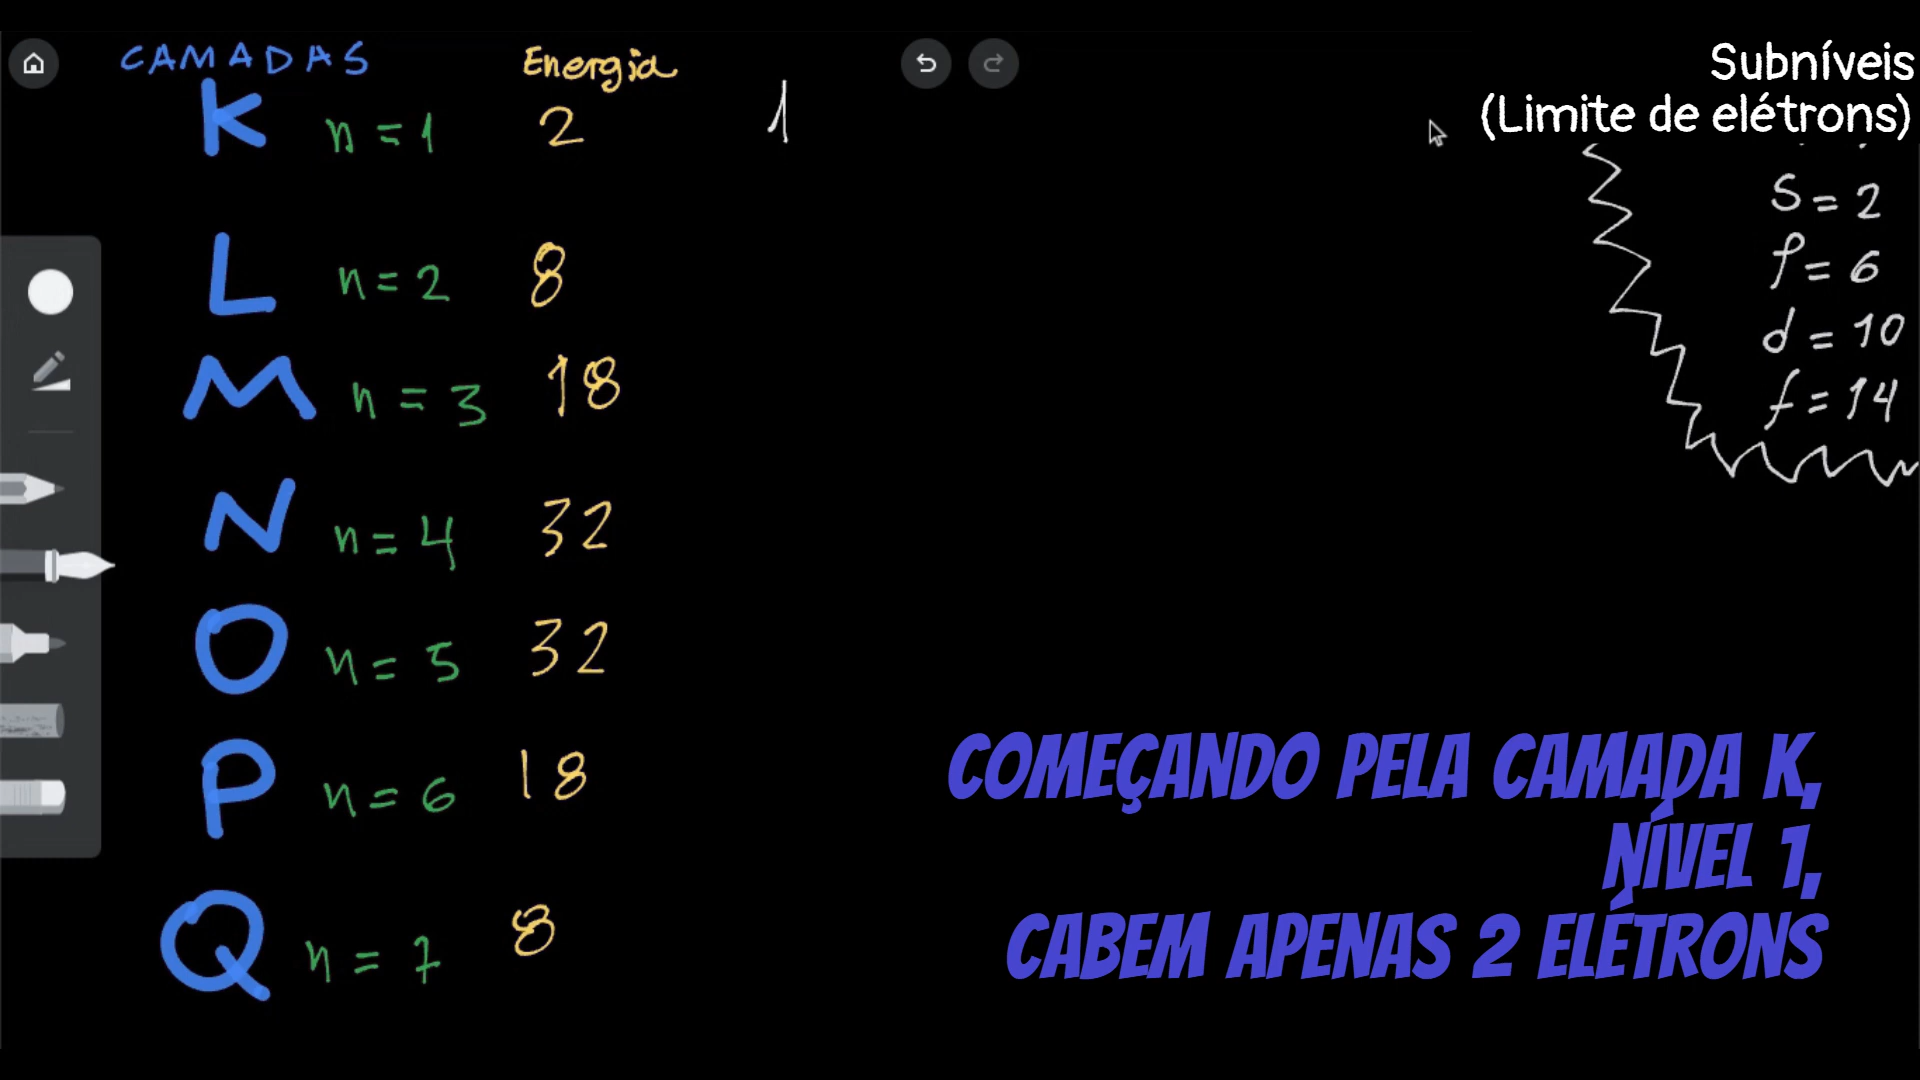 CAMADAS Energia
K n = 1 2 1
L n = 2 8
M n = 3 18
N n = 4 32
O n = 5 32
P n = 6 18
Q n = 7 8
Subníveis
(Limite de elétrons)
S = 2
p = 6
d = 10
f = 14
COMEÇANDO PELA CAMADA K,
NÍVEL 1,
CABEM APENAS 2 ELÉTRONS